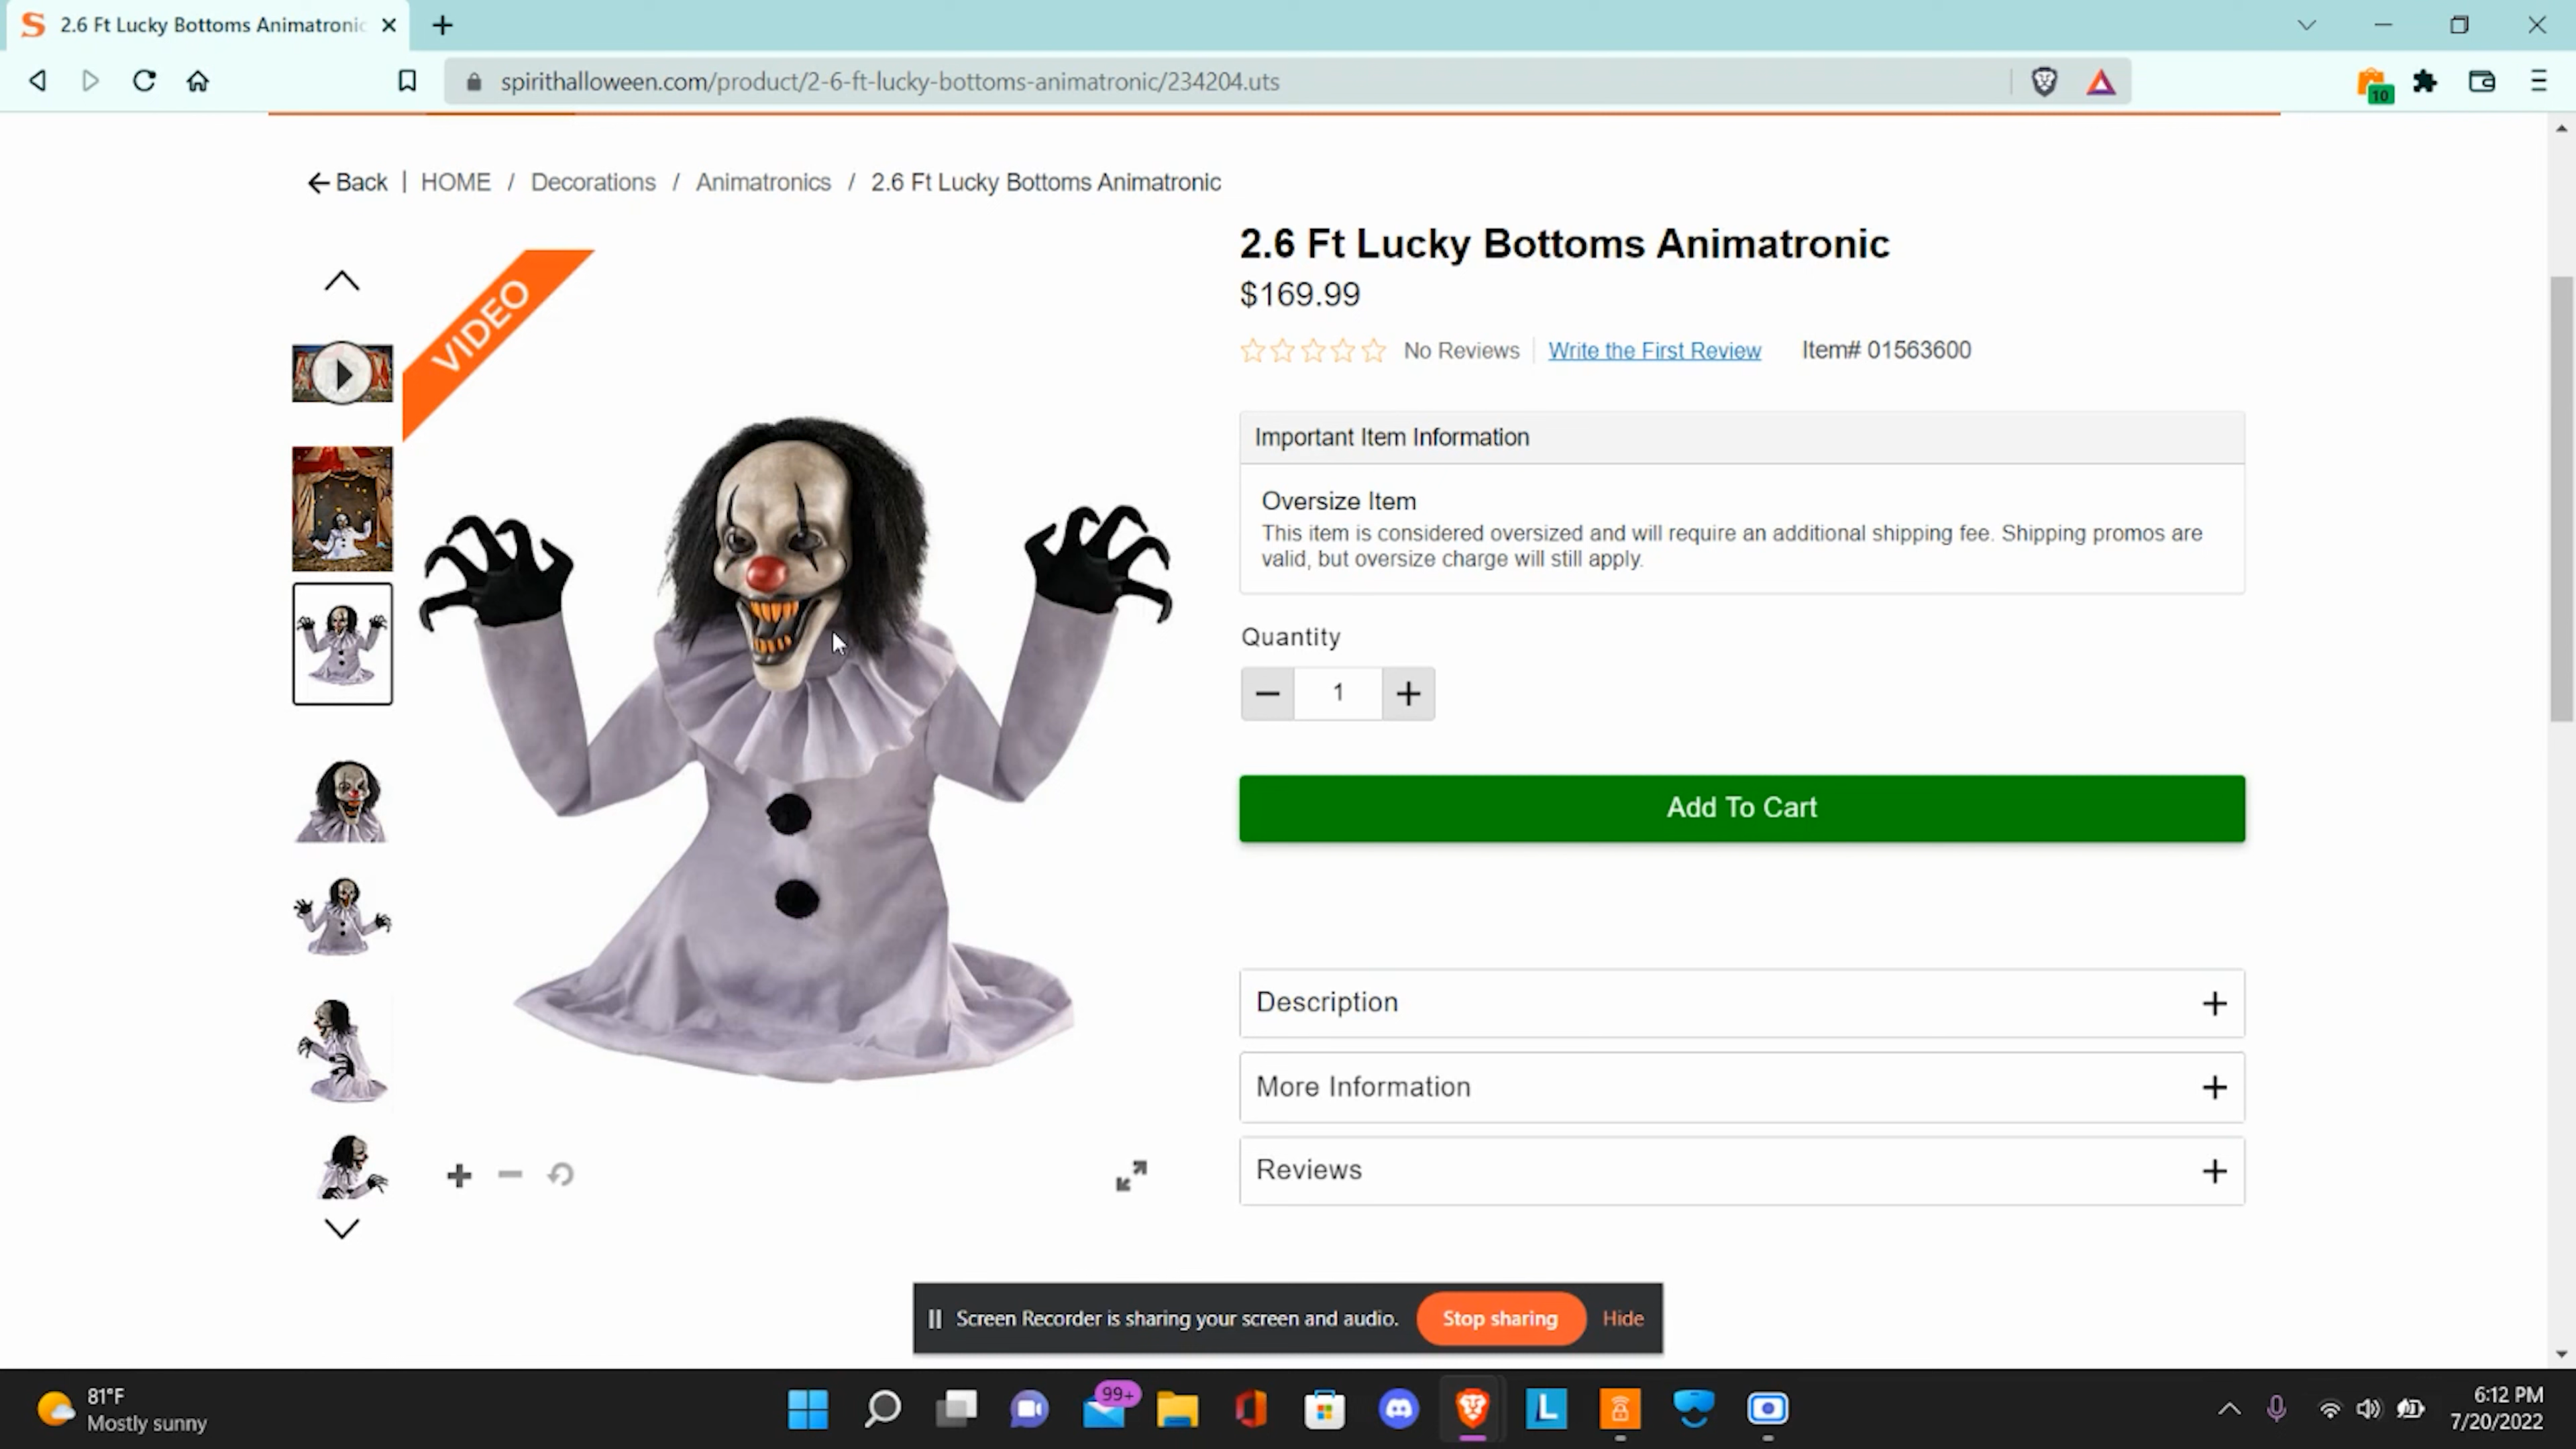 2.6 Ft Lucky Bottoms Animatronic
spirithalloween.com/product/2-6-ft-lucky-bottoms-animatronic/234204.uts
10
Back | HOME / Decorations / Animatronics / 2.6 Ft Lucky Bottoms Animatronic
VIDEO
2.6 Ft Lucky Bottoms Animatronic
$169.99
No Reviews Write the First Review Item# 01563600
Important Item Information
Oversize Item
This item is considered oversized and will require an additional shipping fee. Shipping promos are
valid, but oversize charge will still apply.
Quantity
1
Add To Cart
Description
More Information
Reviews
Screen Recorder is sharing your screen and audio. Stop sharing Hide
81°F
Mostly sunny
99+
L
6:12 PM
7/20/2022